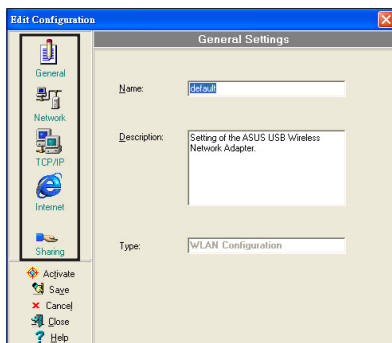 Edit Configuration
General Settings
General
Network
TCP/IP
Internet
Sharing
Activate
Save
Cancel
Close
Help
Name:
default
Description:
Setting of the ASUS USB Wireless
Network Adapter.
Type:
WLAN Configuration